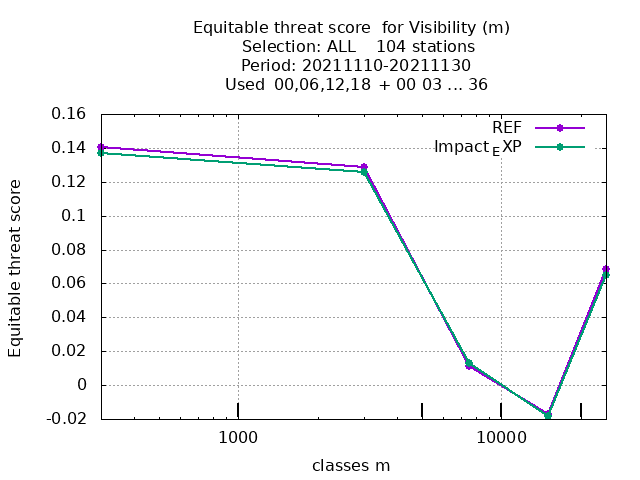 Equitable threat score  for Visibility (m)
Selection: ALL    104 stations
Period: 20211110-20211130
Used  00,06,12,18 + 00 03 ... 36
0.16
0.14
0.12
0.1
0.08
0.06
0.04
0.02
0
-0.02
Equitable threat score
REF
Impact_EXP
1000
10000
classes m